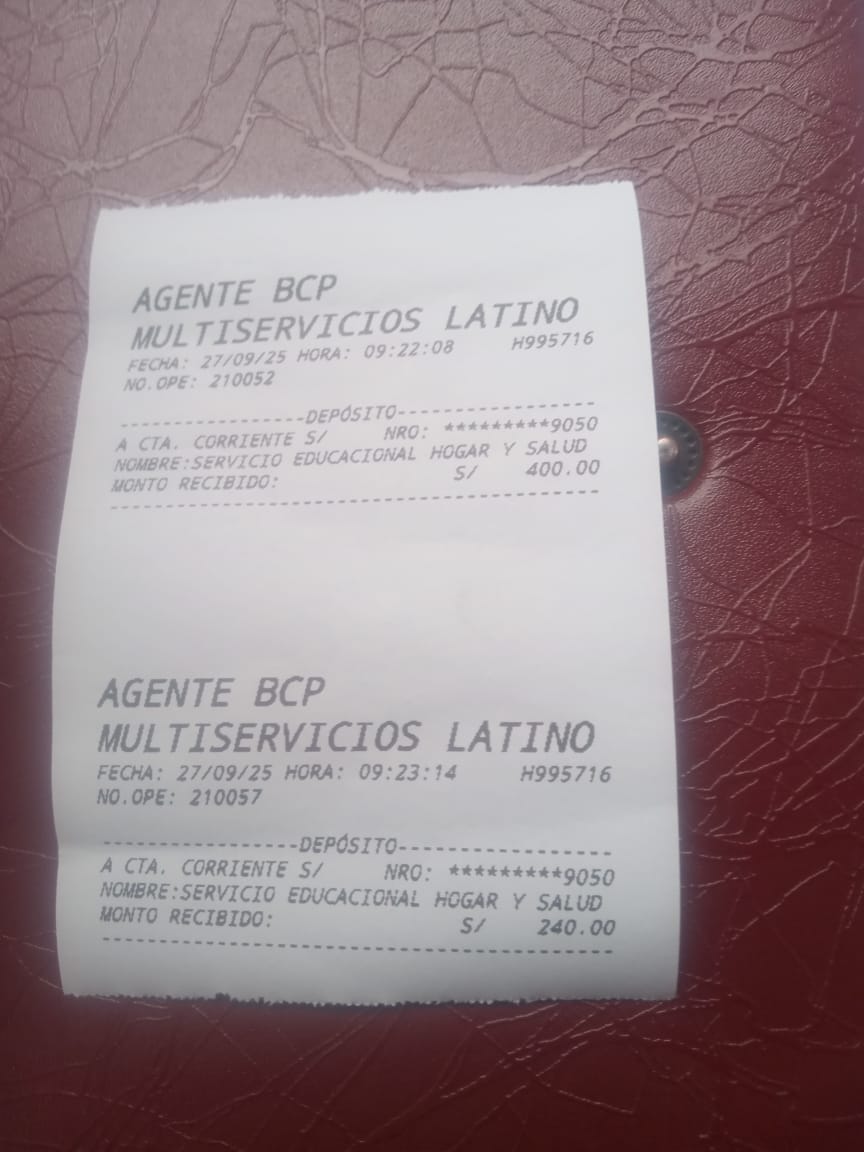 AGENTE BCP
MULTISERVICIOS LATINO
FECHA: 27/09/25 HORA: 09:22:08 H995716
NO.OPE: 210052
------------------DEPÓSITO--------------------
A CTA. CORRIENTE S/ NRO: *********9050
NOMBRE:SERVICIO EDUCACIONAL HOGAR Y SALUD
MONTO RECIBIDO: S/ 400.00
----------------------------------------------
AGENTE BCP
MULTISERVICIOS LATINO
FECHA: 27/09/25 HORA: 09:23:14 H995716
NO.OPE: 210057
------------------DEPÓSITO--------------------
A CTA. CORRIENTE S/ NRO: *********9050
NOMBRE:SERVICIO EDUCACIONAL HOGAR Y SALUD
MONTO RECIBIDO: S/ 240.00
----------------------------------------------